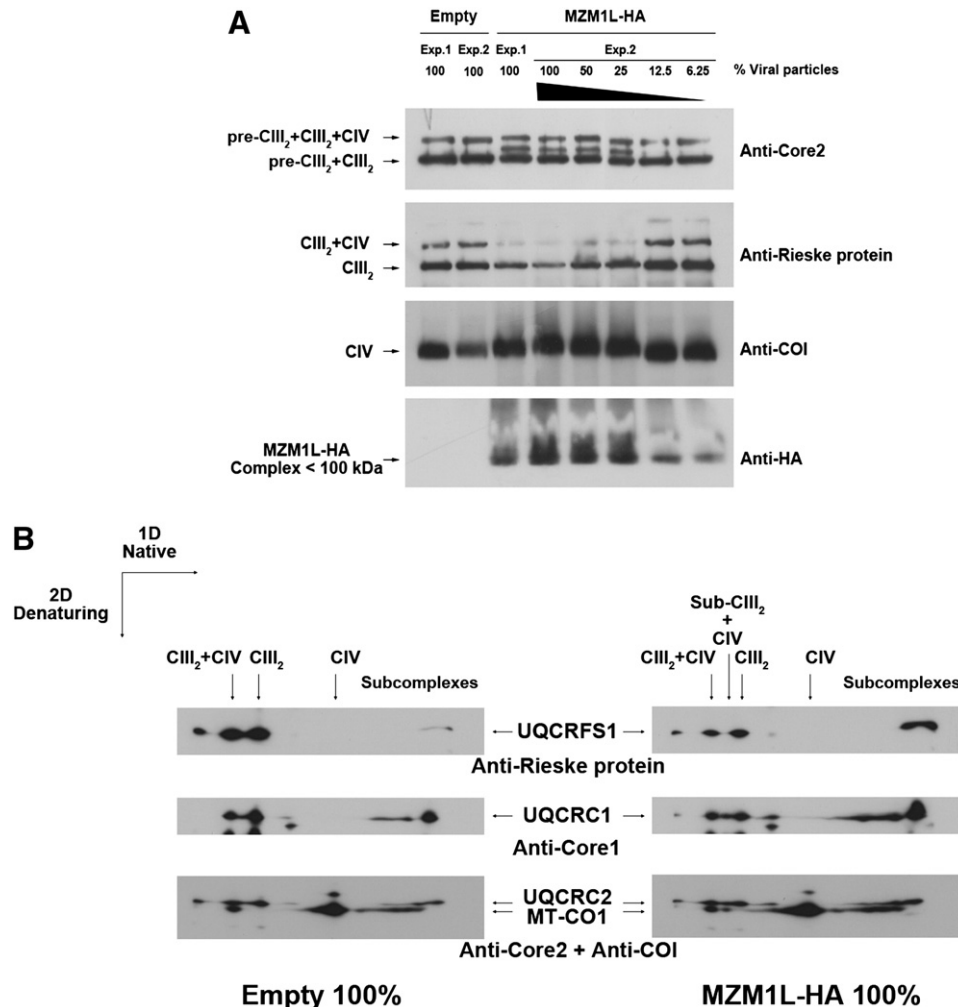 A
Empty MZM1L-HA
Exp.1 Exp.2 Exp.1 Exp.2
100 100 100 100 50 25 12.5 6.25 % Viral particles
pre-CIII₂+CIII₂+CIV
pre-CIII₂+CIII₂
Anti-Core2
CIII₂+CIV
CIII₂
Anti-Rieske protein
CIV
Anti-COI
MZM1L-HA
Complex < 100 kDa
Anti-HA
B
1D
Native
2D
Denaturing
CIII₂+CIV CIII₂ CIV
Subcomplexes
Sub-CIII₂
+
CIV
CIII₂+CIV CIII₂ CIV
Subcomplexes
UQCRFS1
Anti-Rieske protein
UQCRC1
Anti-Core1
UQCRC2
MT-CO1
Anti-Core2 + Anti-COI
Empty 100% MZM1L-HA 100%